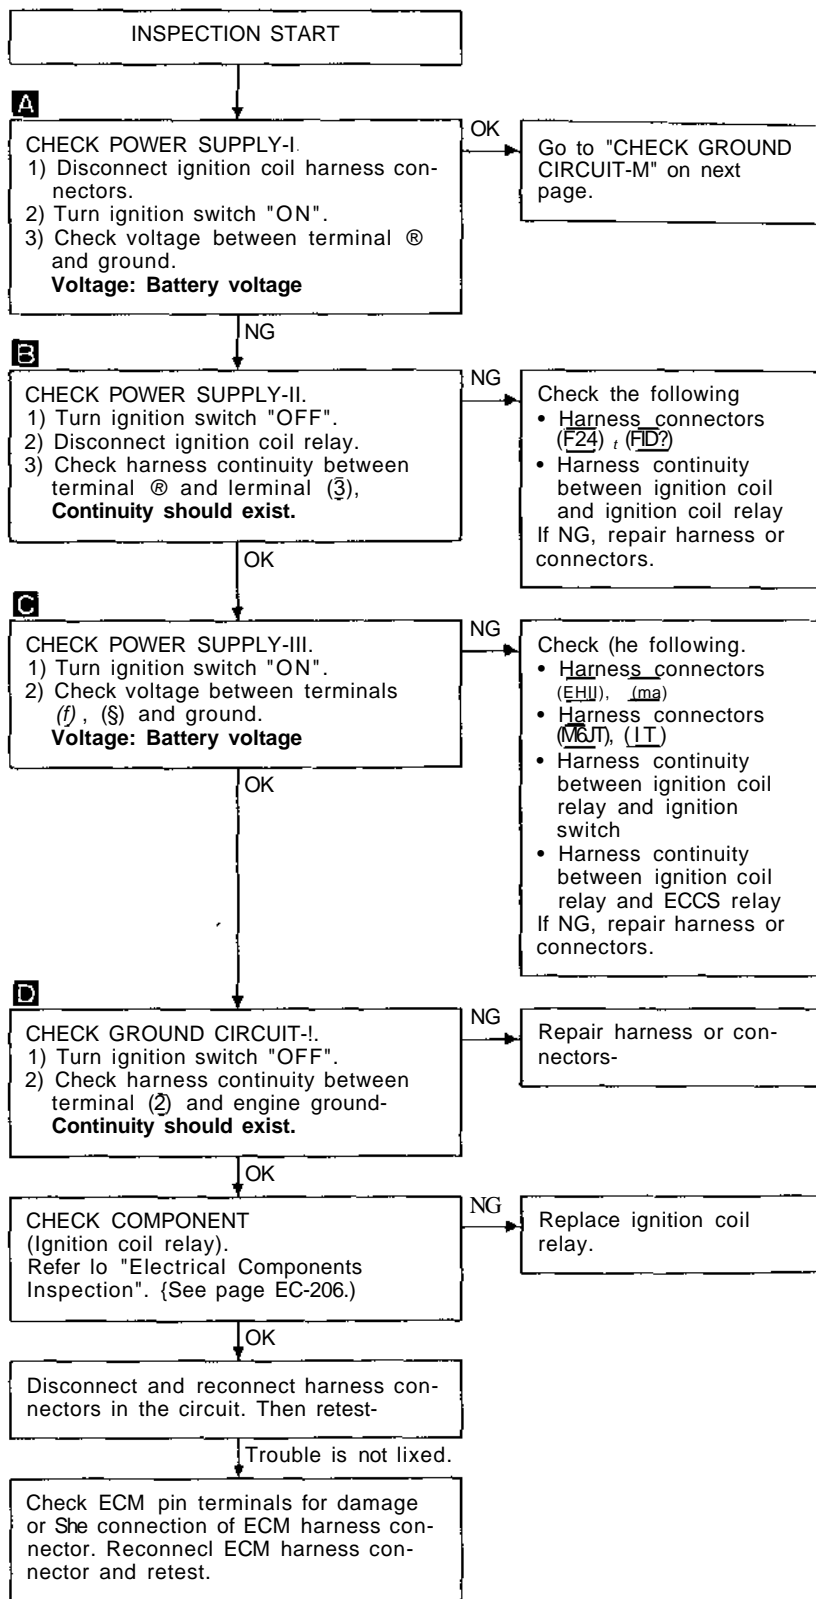 INSPECTION START
A
CHECK POWER SUPPLY-I.
1) Disconnect ignition coil harness con-
nectors.
2) Turn ignition switch "ON".
3) Check voltage between terminal ®
and ground.
Voltage: Battery voltage
OK
Go to "CHECK GROUND
CIRCUIT-M" on next
page.
NG
B
CHECK POWER SUPPLY-II.
1) Turn ignition switch "OFF".
2) Disconnect ignition coil relay.
3) Check harness continuity between
terminal ® and lerminal (3),
Continuity should exist.
NG
Check the following
• Harness connectors
(F24) , (FID?)
• Harness continuity
between ignition coil
and ignition coil relay
If NG, repair harness or
connectors.
OK
C
CHECK POWER SUPPLY-III.
1) Turn ignition switch "ON".
2) Check voltage between terminals
(f) , (§) and ground.
Voltage: Battery voltage
NG
Check (he following.
• Harness connectors
(EHII), (ma)
• Harness connectors
(M6JT), ( I T )
• Harness continuity
between ignition coil
relay and ignition
switch
• Harness continuity
between ignition coil
relay and ECCS relay
If NG, repair harness or
connectors.
OK
D
CHECK GROUND CIRCUIT-!.
1) Turn ignition switch "OFF".
2) Check harness continuity between
terminal (2) and engine ground-
Continuity should exist.
NG
Repair harness or con-
nectors-
OK
CHECK COMPONENT
(Ignition coil relay).
Refer lo "Electrical Components
Inspection". {See page EC-206.)
NG
Replace ignition coil
relay.
OK
Disconnect and reconnect harness con-
nectors in the circuit. Then retest-
Trouble is not lixed.
Check ECM pin terminals for damage
or She connection of ECM harness con-
nector. Reconnecl ECM harness con-
nector and retest.